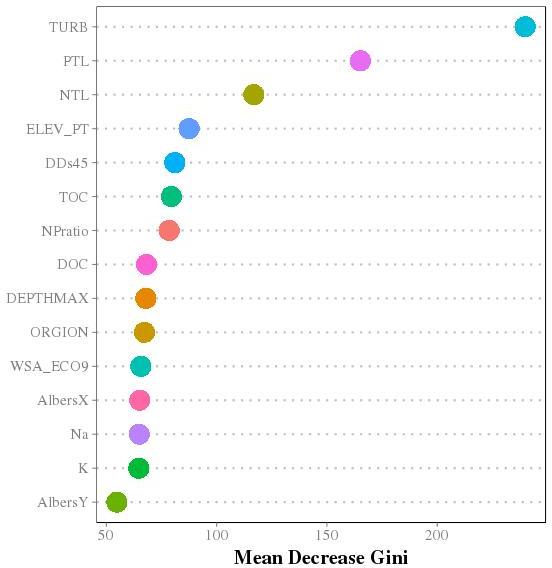 TURB
PTL
NTL
ELEV_PT
DDs45
TOC
NPratio
DOC
DEPTHMAX
ORGION
WSA_ECO9
AlbersX
Na
K
AlbersY
50 100 150 200
Mean Decrease Gini